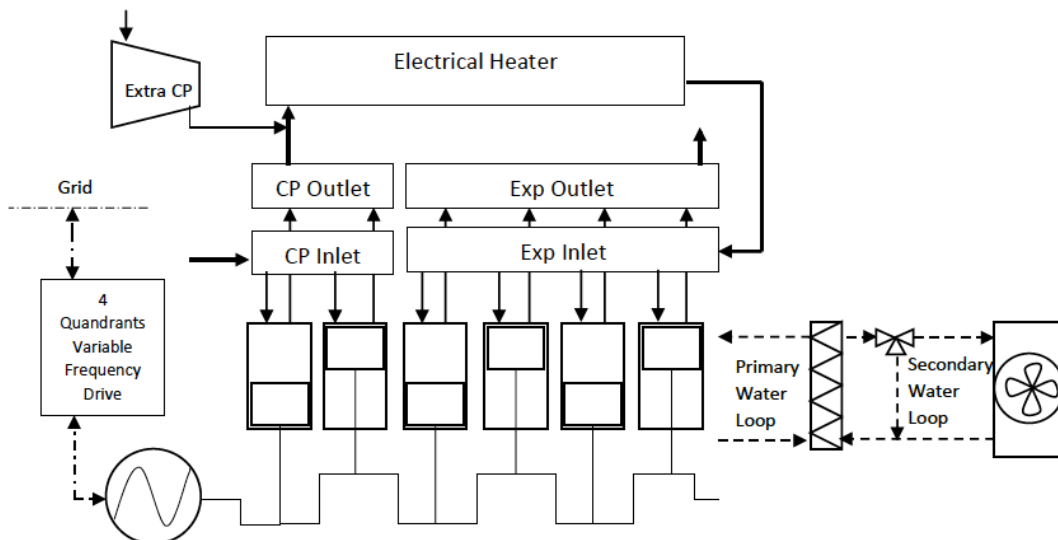 Electrical Heater
Extra CP
CP Outlet
Exp Outlet
Grid
CP Inlet
Exp Inlet
4
Quandrants
Variable
Frequency
Drive
Primary
Water
Loop
Secondary
Water
Loop